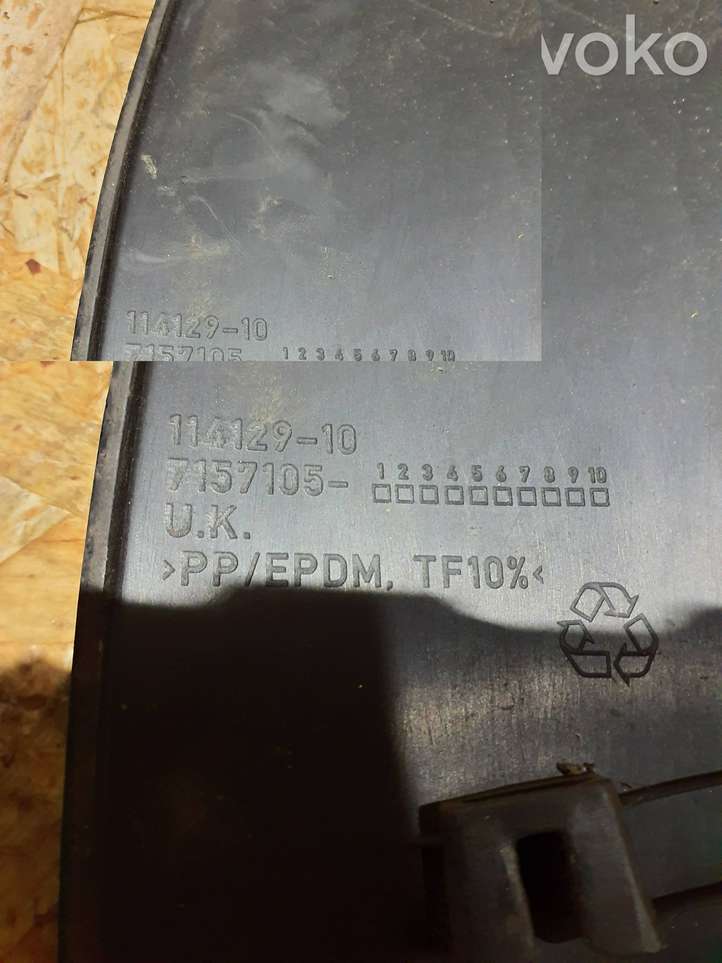 voko
114129-10
7157105 1 2 3 4 5 6 7 8 9 10
114129-10
7157105- 1 2 3 4 5 6 7 8 9 10
U.K.
>PP/EPDM, TF10%<